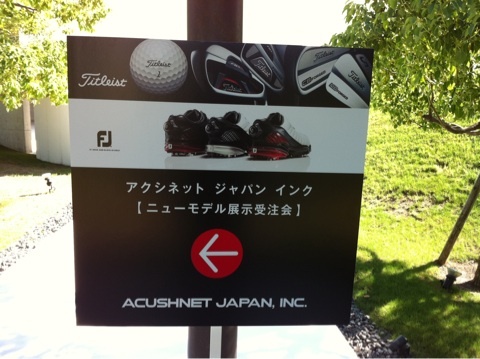 Titleist
Titleist
FJ
アクシネット ジャパン インク
【ニューモデル展示受注会】
ACUSHNET JAPAN, INC.